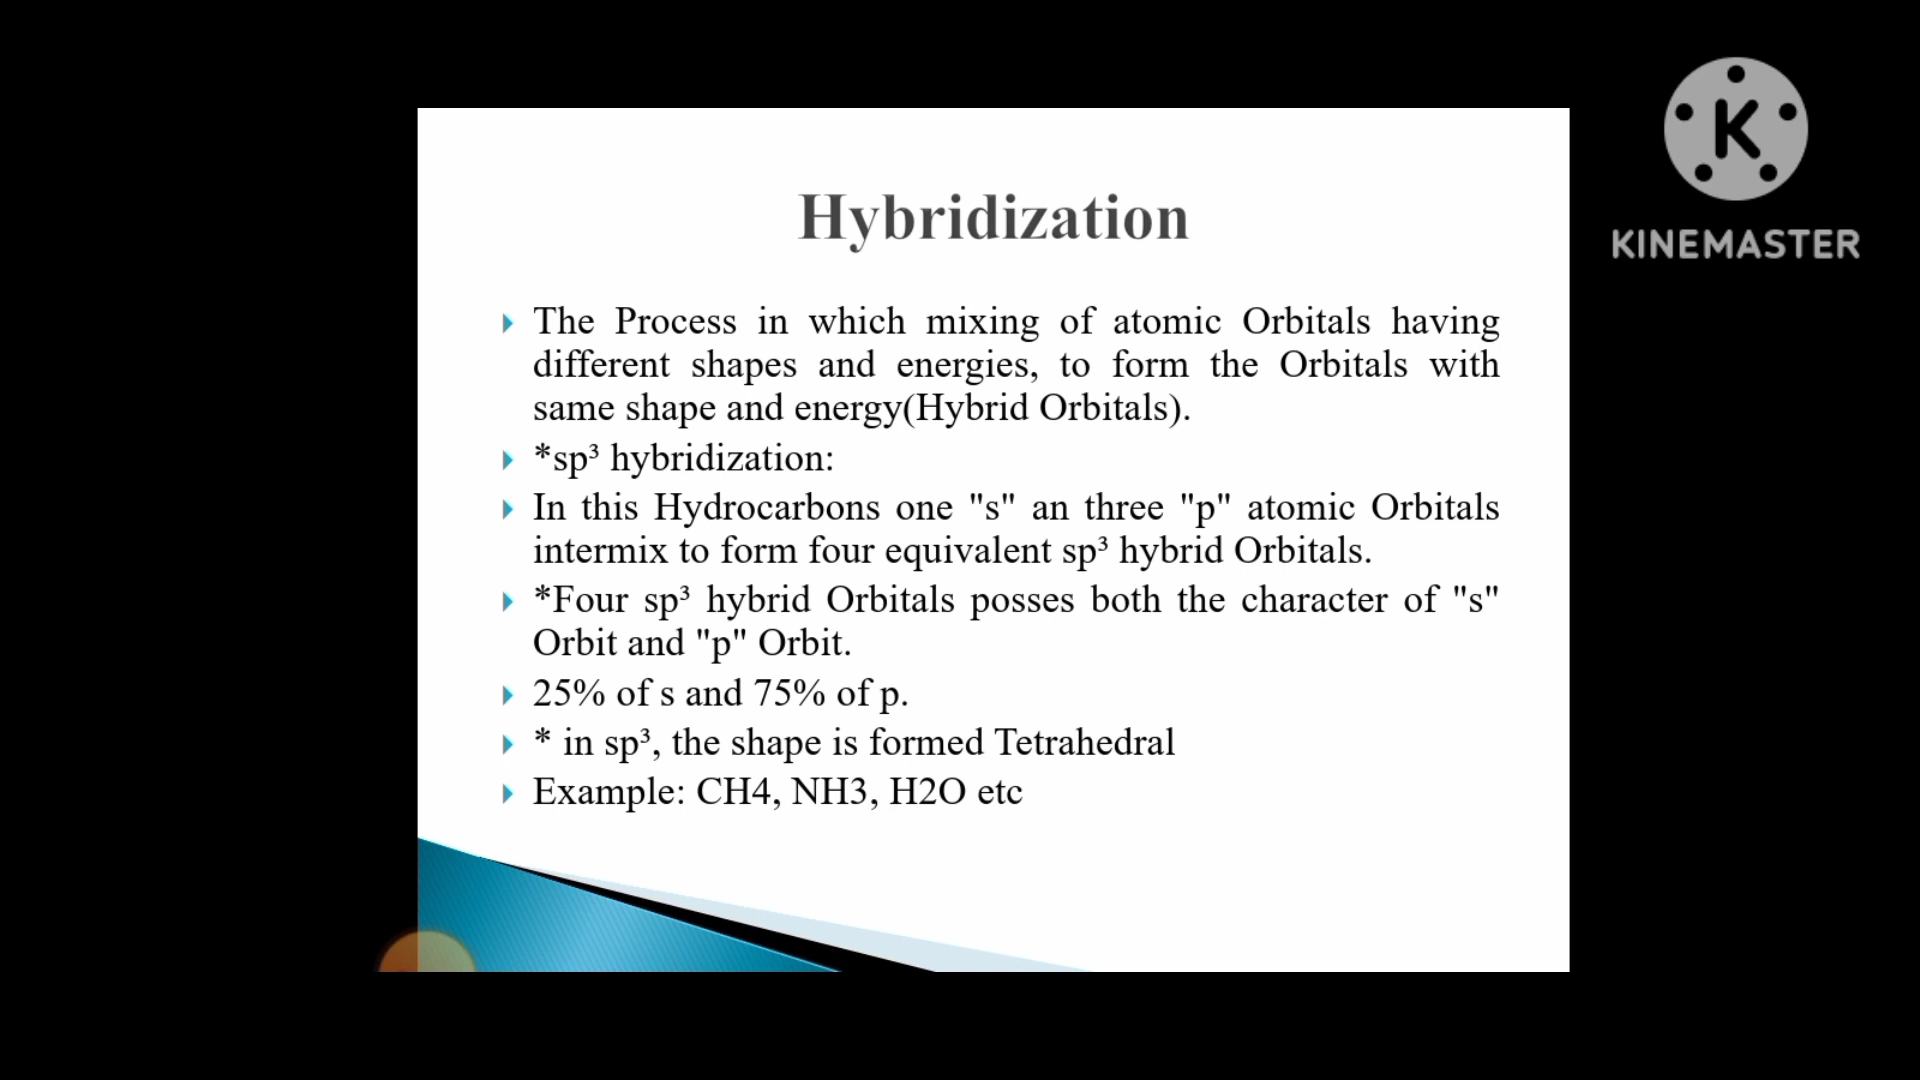 Hybridization
K
KINEMASTER
The Process in which mixing of atomic Orbitals having
different shapes and energies, to form the Orbitals with
same shape and energy(Hybrid Orbitals).
*sp³ hybridization:
In this Hydrocarbons one "s" an three "p" atomic Orbitals
intermix to form four equivalent sp³ hybrid Orbitals.
*Four sp³ hybrid Orbitals posses both the character of "s"
Orbit and "p" Orbit.
25% of s and 75% of p.
* in sp³, the shape is formed Tetrahedral
Example: CH4, NH3, H2O etc